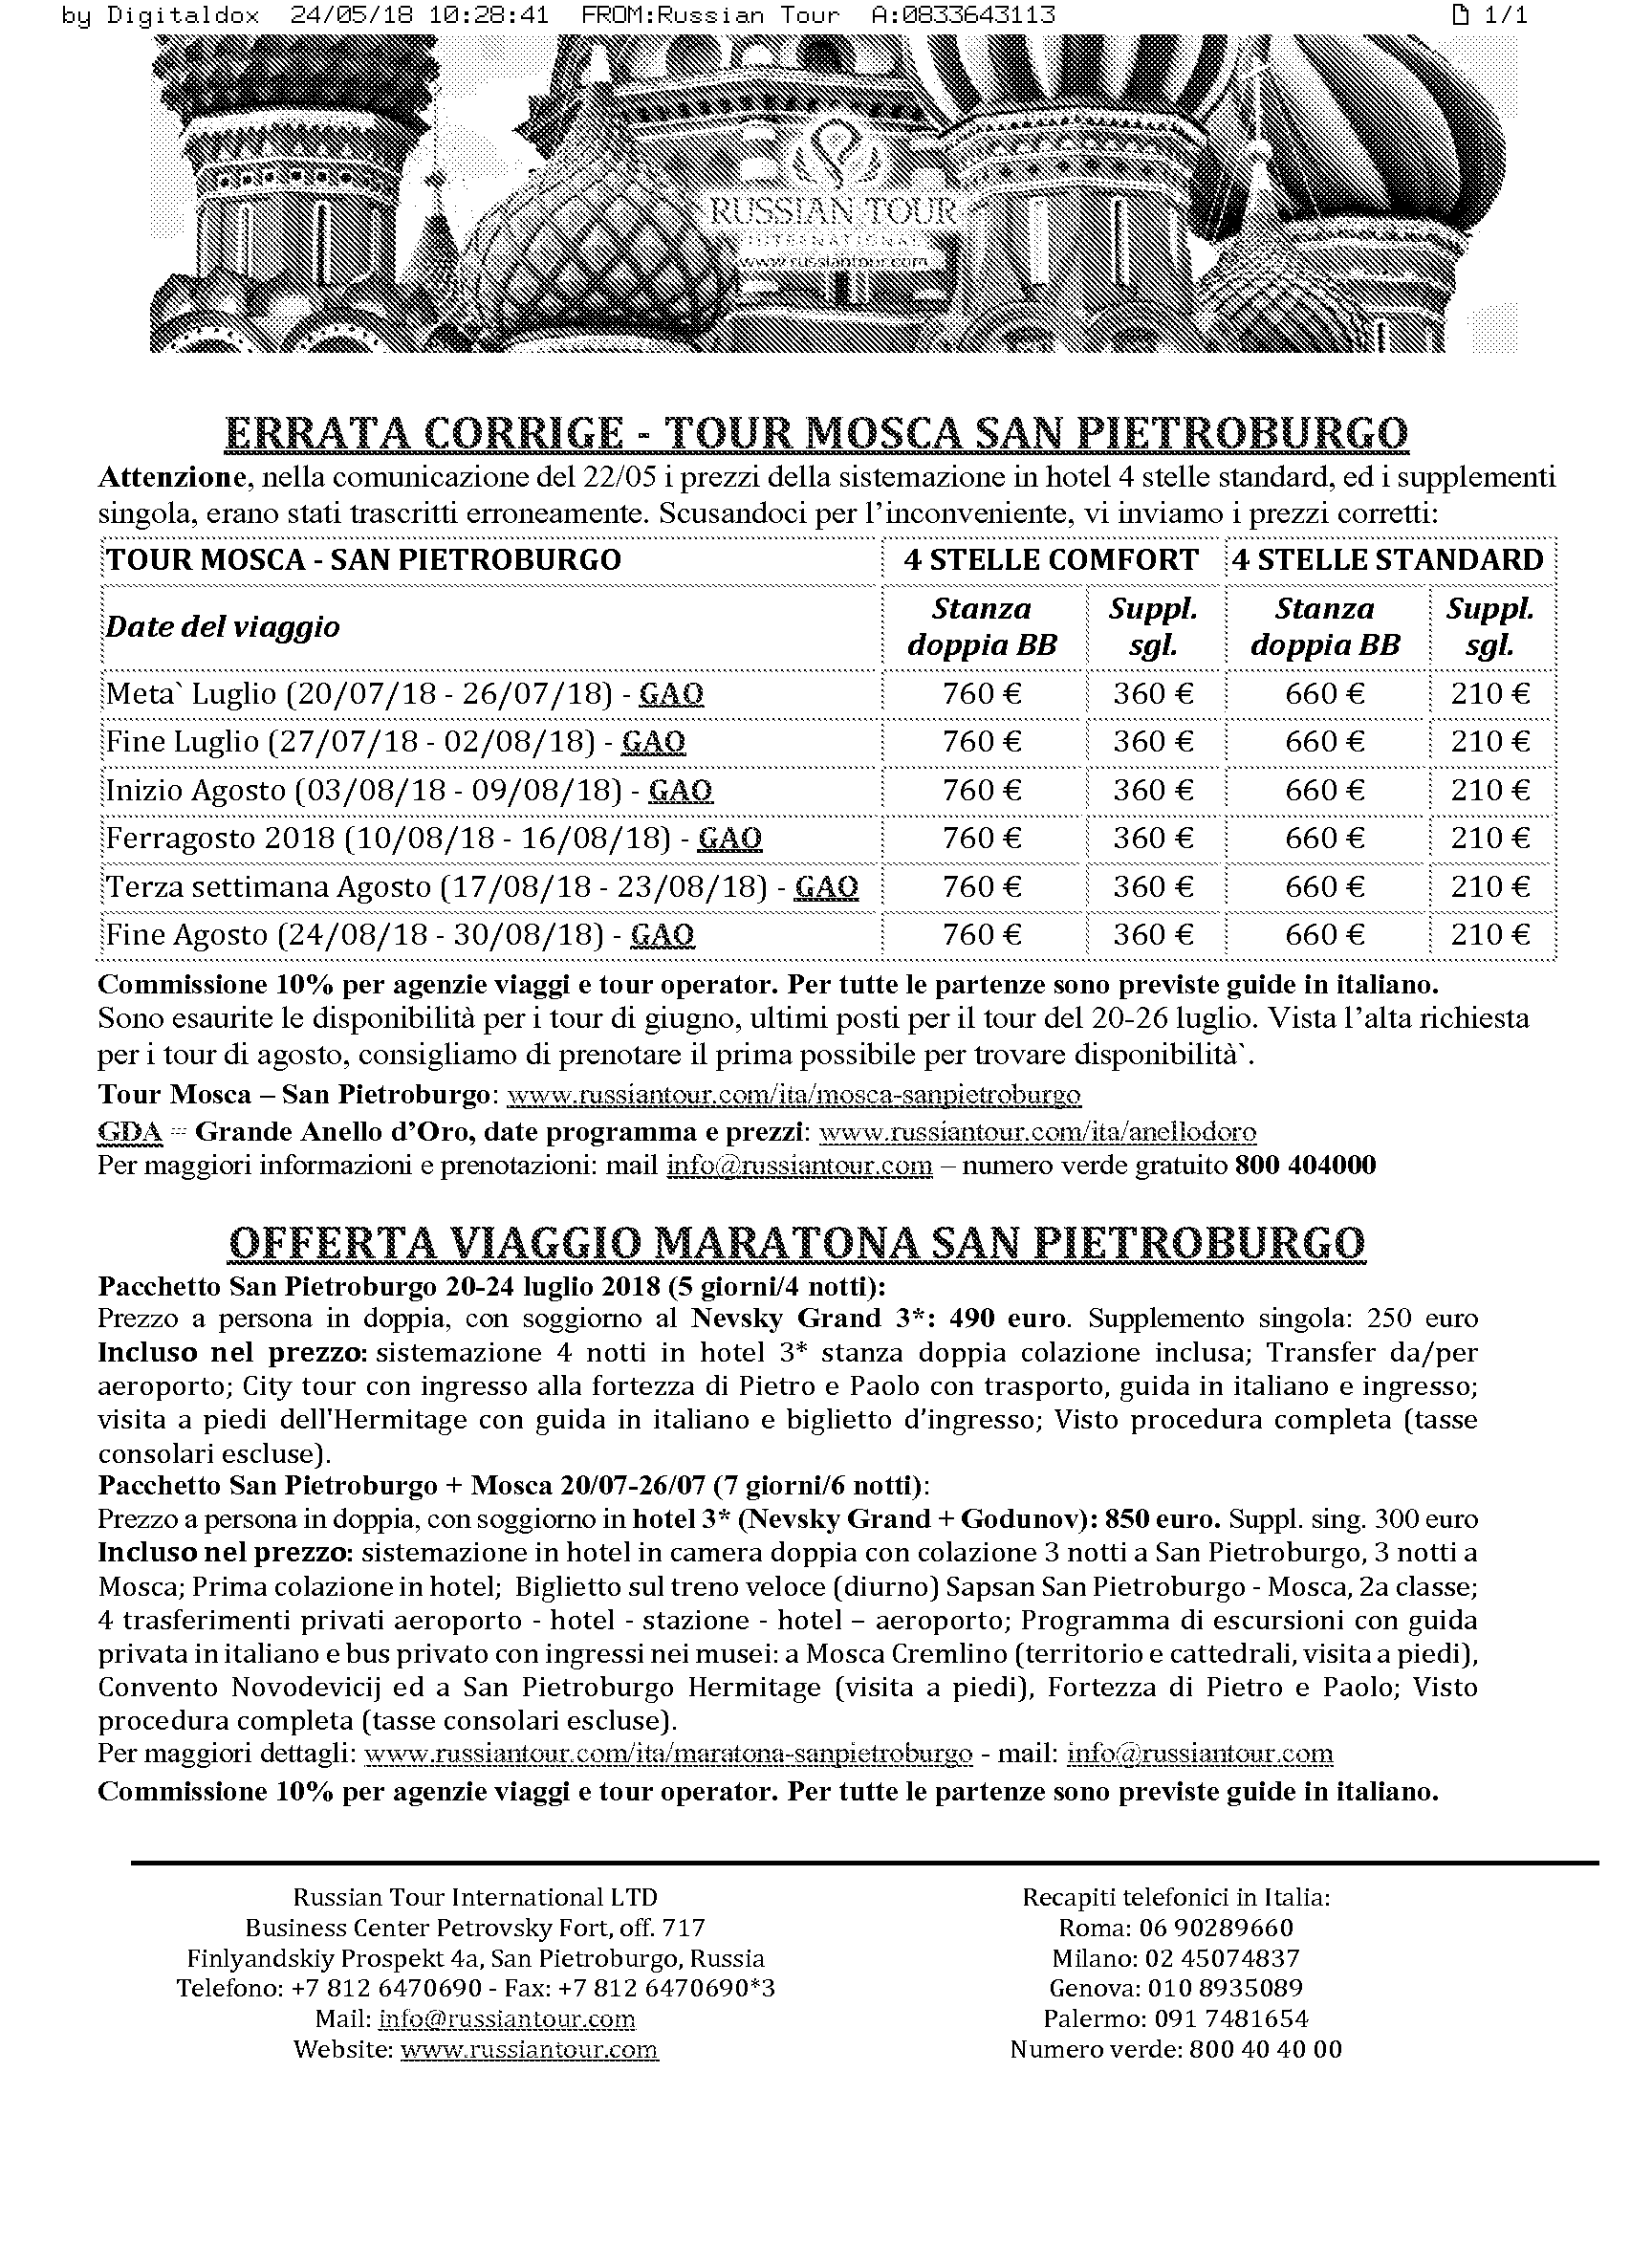 by Digitaldox 24/05/18 10:28:41 FROM:Russian Tour A:0833643113 1/1
RUSSIAN TOUR
INTERNATIONAL
www.russiantour.com
ERRATA CORRIGE - TOUR MOSCA SAN PIETROBURGO
Attenzione, nella comunicazione del 22/05 i prezzi della sistemazione in hotel 4 stelle standard, ed i supplementi
singola, erano stati trascritti erroneamente. Scusandoci per l'inconveniente, vi inviamo i prezzi corretti:
TOUR MOSCA - SAN PIETROBURGO 4 STELLE COMFORT 4 STELLE STANDARD
Date del viaggio Stanza doppia BB Suppl. sgl. Stanza doppia BB Suppl. sgl.
Meta` Luglio (20/07/18 - 26/07/18) - GAO 760 € 360 € 660 € 210 €
Fine Luglio (27/07/18 - 02/08/18) - GAO 760 € 360 € 660 € 210 €
Inizio Agosto (03/08/18 - 09/08/18) - GAO 760 € 360 € 660 € 210 €
Ferragosto 2018 (10/08/18 - 16/08/18) - GAO 760 € 360 € 660 € 210 €
Terza settimana Agosto (17/08/18 - 23/08/18) - GAO 760 € 360 € 660 € 210 €
Fine Agosto (24/08/18 - 30/08/18) - GAO 760 € 360 € 660 € 210 €
Commissione 10% per agenzie viaggi e tour operator. Per tutte le partenze sono previste guide in italiano.
Sono esaurite le disponibilità per i tour di giugno, ultimi posti per il tour del 20-26 luglio. Vista l'alta richiesta
per i tour di agosto, consigliamo di prenotare il prima possibile per trovare disponibilità`.
Tour Mosca – San Pietroburgo: www.russiantour.com/ita/mosca-sanpietroburgo
GDA = Grande Anello d'Oro, date programma e prezzi: www.russiantour.com/ita/anellodoro
Per maggiori informazioni e prenotazioni: mail info@russiantour.com – numero verde gratuito 800 404000
OFFERTA VIAGGIO MARATONA SAN PIETROBURGO
Pacchetto San Pietroburgo 20-24 luglio 2018 (5 giorni/4 notti):
Prezzo a persona in doppia, con soggiorno al Nevsky Grand 3*: 490 euro. Supplemento singola: 250 euro
Incluso nel prezzo: sistemazione 4 notti in hotel 3* stanza doppia colazione inclusa; Transfer da/per
aeroporto; City tour con ingresso alla fortezza di Pietro e Paolo con trasporto, guida in italiano e ingresso;
visita a piedi dell'Hermitage con guida in italiano e biglietto d'ingresso; Visto procedura completa (tasse
consolari escluse).
Pacchetto San Pietroburgo + Mosca 20/07-26/07 (7 giorni/6 notti):
Prezzo a persona in doppia, con soggiorno in hotel 3* (Nevsky Grand + Godunov): 850 euro. Suppl. sing. 300 euro
Incluso nel prezzo: sistemazione in hotel in camera doppia con colazione 3 notti a San Pietroburgo, 3 notti a
Mosca; Prima colazione in hotel; Biglietto sul treno veloce (diurno) Sapsan San Pietroburgo - Mosca, 2a classe;
4 trasferimenti privati aeroporto - hotel - stazione - hotel – aeroporto; Programma di escursioni con guida
privata in italiano e bus privato con ingressi nei musei: a Mosca Cremlino (territorio e cattedrali, visita a piedi),
Convento Novodevicij ed a San Pietroburgo Hermitage (visita a piedi), Fortezza di Pietro e Paolo; Visto
procedura completa (tasse consolari escluse).
Per maggiori dettagli: www.russiantour.com/ita/maratona-sanpietroburgo - mail: info@russiantour.com
Commissione 10% per agenzie viaggi e tour operator. Per tutte le partenze sono previste guide in italiano.
Russian Tour International LTD
Business Center Petrovsky Fort, off. 717
Finlyandskiy Prospekt 4a, San Pietroburgo, Russia
Telefono: +7 812 6470690 - Fax: +7 812 6470690*3
Mail: info@russiantour.com
Website: www.russiantour.com
Recapiti telefonici in Italia:
Roma: 06 90289660
Milano: 02 45074837
Genova: 010 8935089
Palermo: 091 7481654
Numero verde: 800 40 40 00